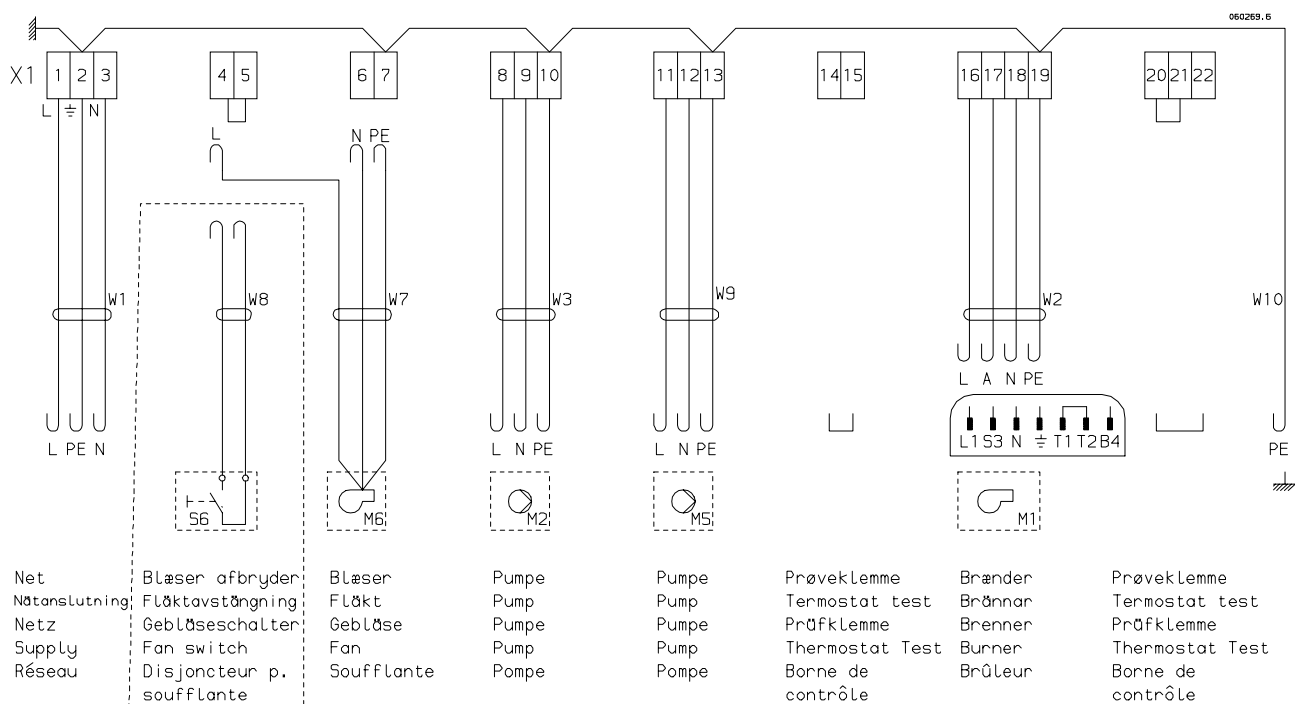 060269.6
X1 1 2 3 4 5 6 7 8 9 10 11 12 13 14 15 16 17 18 19 20 21 22
L N
L N PE
W1 W8 W7 W3 W9 W2 W10
L A N PE
L1 S3 N T1 T2 B4
L PE N L N PE L N PE PE
S6 M6 M2 M5 M1
Net Blæser afbryder Blæser Pumpe Pumpe Prøveklemme Brænder Prøveklemme
Nätanslutning Fläktavstängning Fläkt Pump Pump Termostat test Brännar Termostat test
Netz Gebläseschalter Gebläse Pumpe Pumpe Prüfklemme Brenner Prüfklemme
Supply Fan switch Fan Pump Pump Thermostat Test Burner Thermostat Test
Réseau Disjoncteur p. Soufflante Pompe Pompe Borne de Brûleur Borne de
soufflante contrôle contrôle